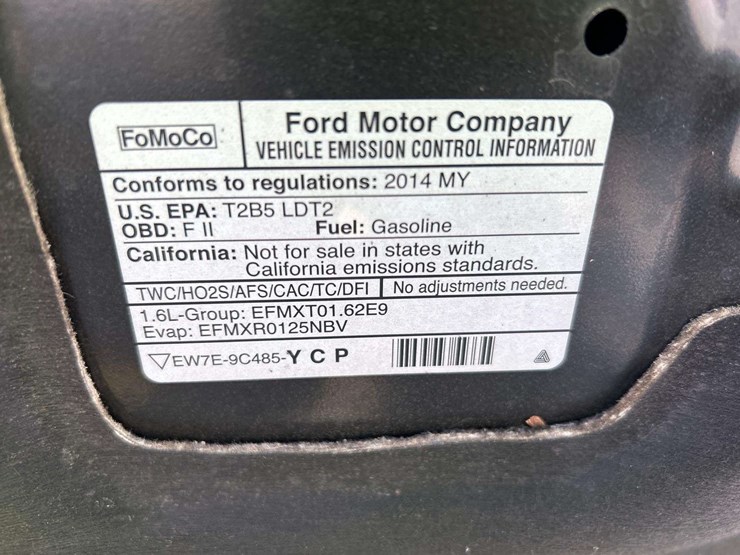 FoMoCo
Ford Motor Company
VEHICLE EMISSION CONTROL INFORMATION
Conforms to regulations: 2014 MY
U.S. EPA: T2B5 LDT2
OBD: F II Fuel: Gasoline
California: Not for sale in states with
California emissions standards.
TWC/HO2S/AFS/CAC/TC/DFI No adjustments needed.
1.6L-Group: EFMXT01.62E9
Evap: EFMXR0125NBV
EW7E-9C485-Y C P